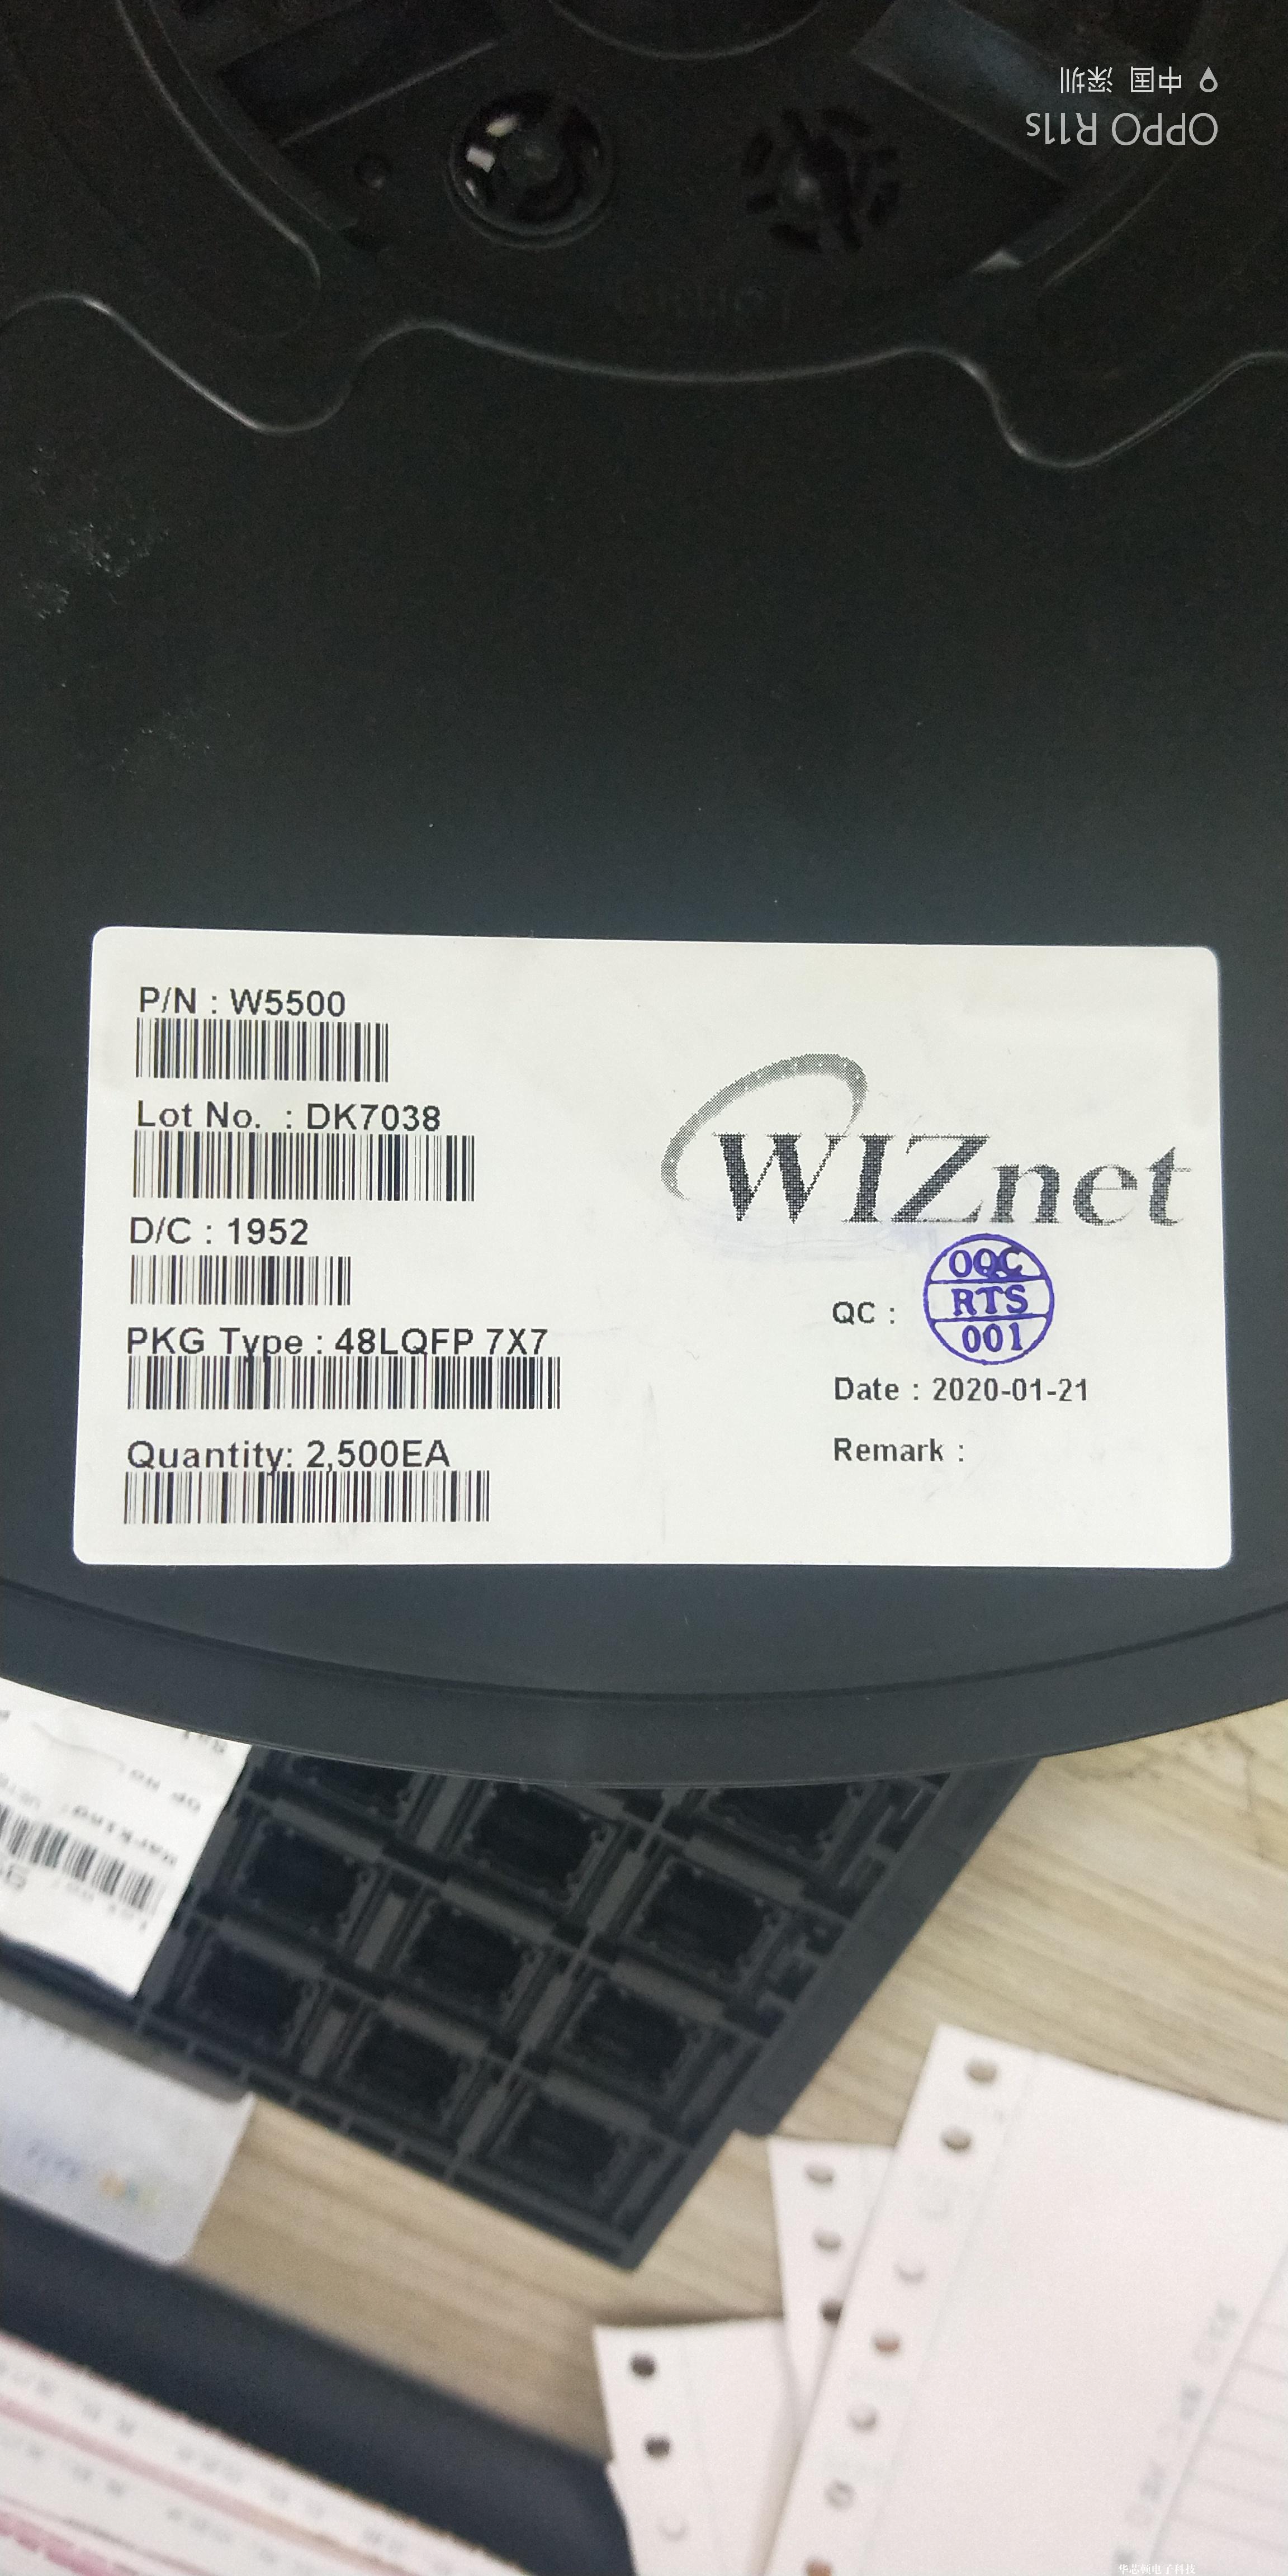 中国 深圳
OPPO R11s
P/N : W5500
Lot No. : DK7038
D/C : 1952
PKG Type : 48LQFP 7X7
Quantity: 2,500EA
WIZnet
QC :
OQC
RTS
001
Date : 2020-01-21
Remark :